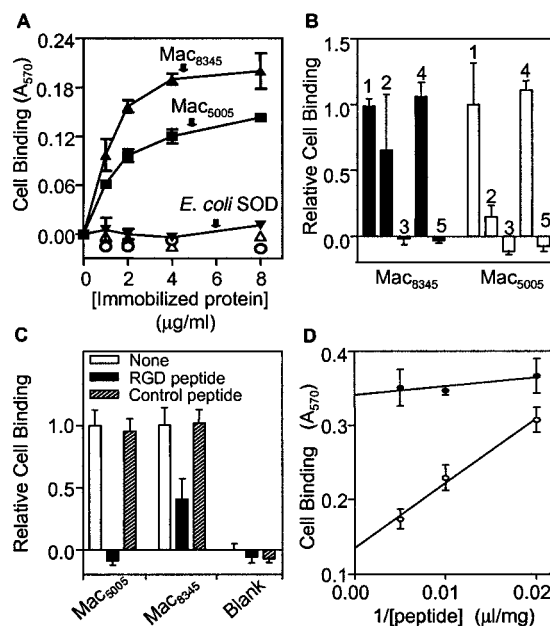 A
Cell Binding (A570)
0.20
0.12
0.06
0.00
Mac8345
Mac5005
E. coli SOD
0 2 4 6 8
[Immobilized protein]
(μg/ml)
B
Relative Cell Binding
1.5
1.0
0.5
0.0
1 2 3 4 5
1 2 3 4 5
Mac8345 Mac5005
C
None
RGD peptide
Control peptide
Relative Cell Binding
1.0
0.5
0.0
Mac5005 Mac8345 Blank
D
Cell Binding (A570)
0.4
0.3
0.2
0.1
0.00 0.01 0.02
1/[peptide] (μl/mg)